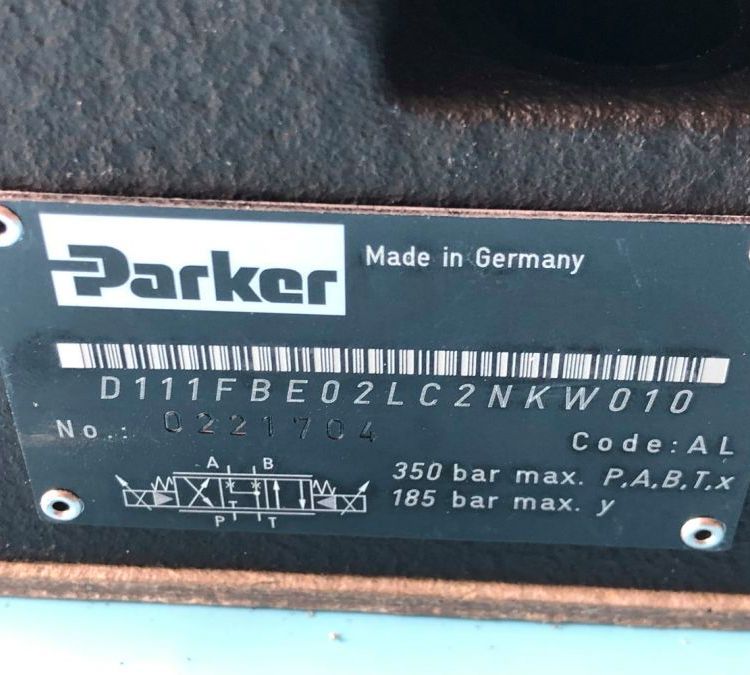 Parker
Made in Germany
D111FBE02LC2NKW010
No.: 0221704
Code: AL
A B
350 bar max. P,A,B,T,x
185 bar max. y
T
P T